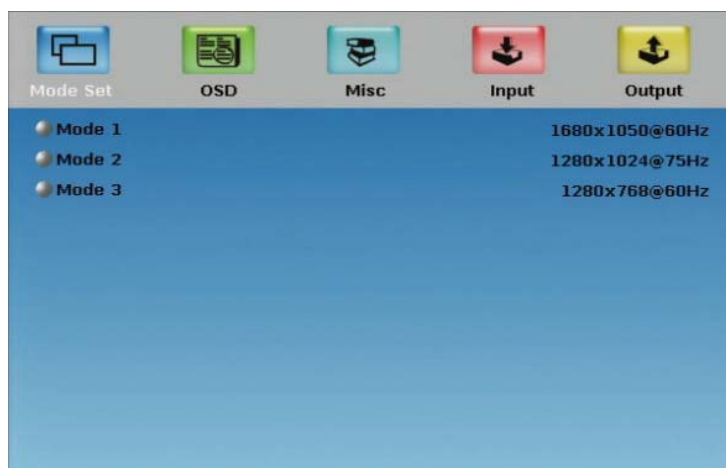 Mode Set OSD Misc Input Output
Mode 1 1680x1050@60Hz
Mode 2 1280x1024@75Hz
Mode 3 1280x768@60Hz